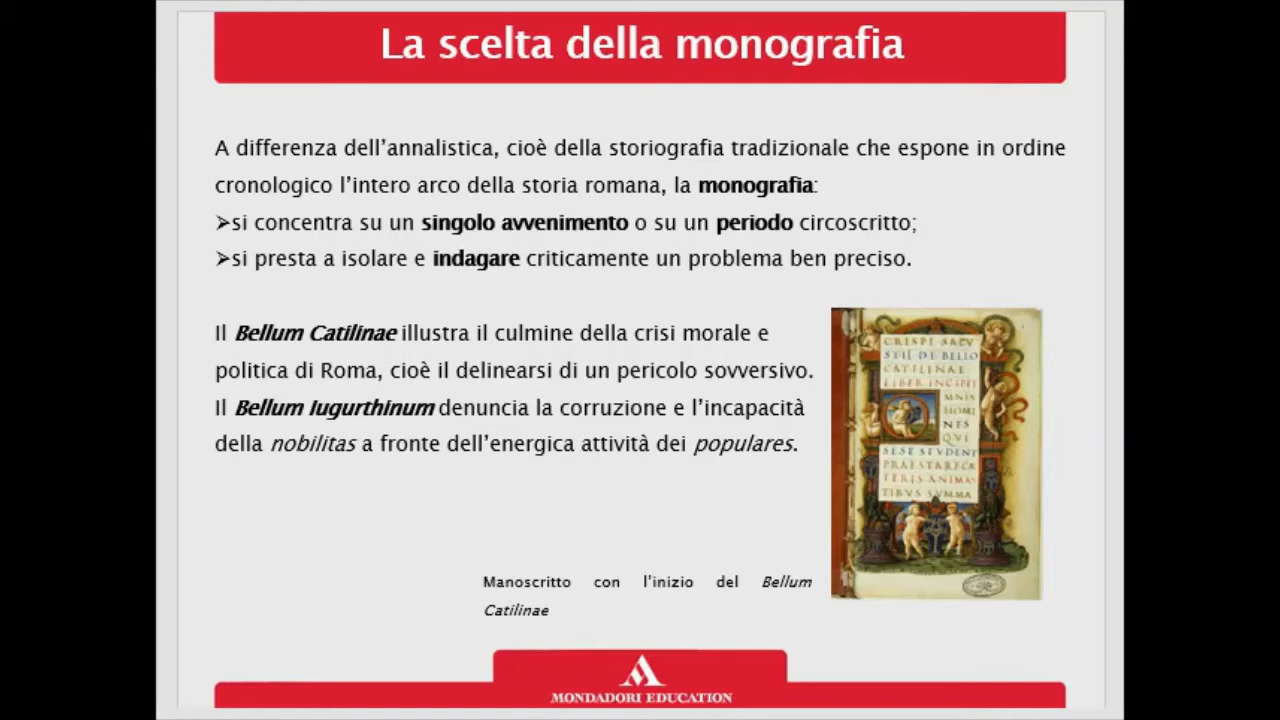 La scelta della monografia
A differenza dell’annalistica, cioè della storiografia tradizionale che espone in ordine
cronologico l’intero arco della storia romana, la monografia:
➢si concentra su un singolo avvenimento o su un periodo circoscritto;
➢si presta a isolare e indagare criticamente un problema ben preciso.
Il Bellum Catilinae illustra il culmine della crisi morale e
politica di Roma, cioè il delinearsi di un pericolo sovversivo.
Il Bellum Iugurthinum denuncia la corruzione e l’incapacità
della nobilitas a fronte dell’energica attività dei populares.
CRISPI SALV
STII DE BELLO
CATILINAE
LIBER INCIPIT
MNIS
HOMI
NES
QVI
SESE STVDENT
PRAESTARE CE
TERIS ANIMA
TIBVS SVMMA
Manoscritto con l’inizio del Bellum
Catilinae
MONDADORI EDUCATION